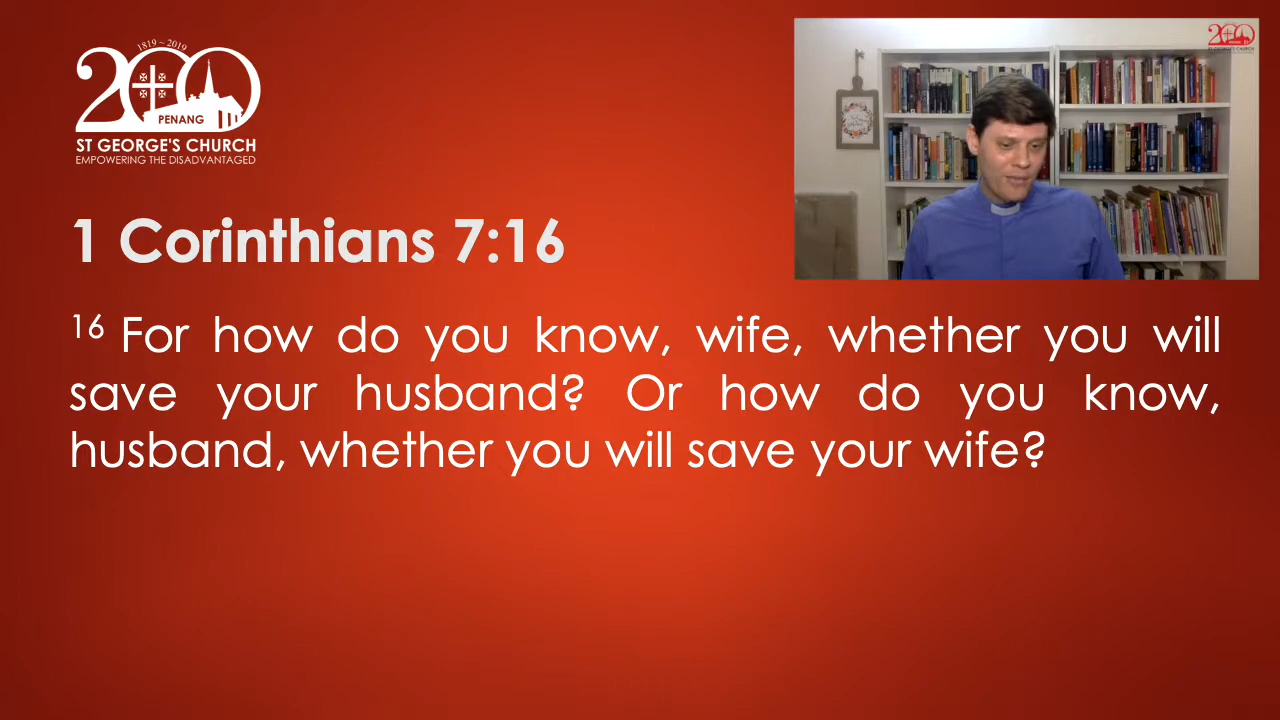 1819 ~ 2019
200
PENANG
ST GEORGE'S CHURCH
EMPOWERING THE DISADVANTAGED
1 Corinthians 7:16
16 For how do you know, wife, whether you will
save your husband? Or how do you know,
husband, whether you will save your wife?
200